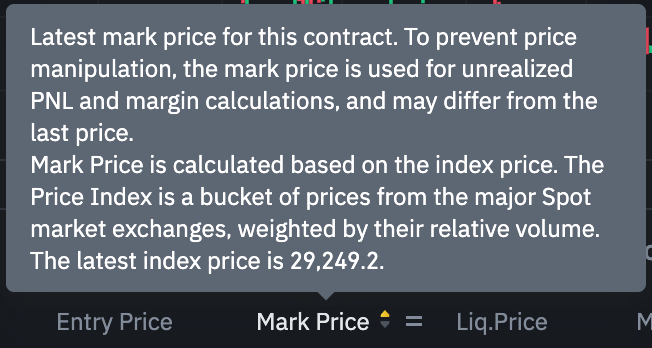 Latest mark price for this contract. To prevent price
manipulation, the mark price is used for unrealized
PNL and margin calculations, and may differ from the
last price.
Mark Price is calculated based on the index price. The
Price Index is a bucket of prices from the major Spot
market exchanges, weighted by their relative volume.
The latest index price is 29,249.2.
Entry Price Mark Price = Liq.Price